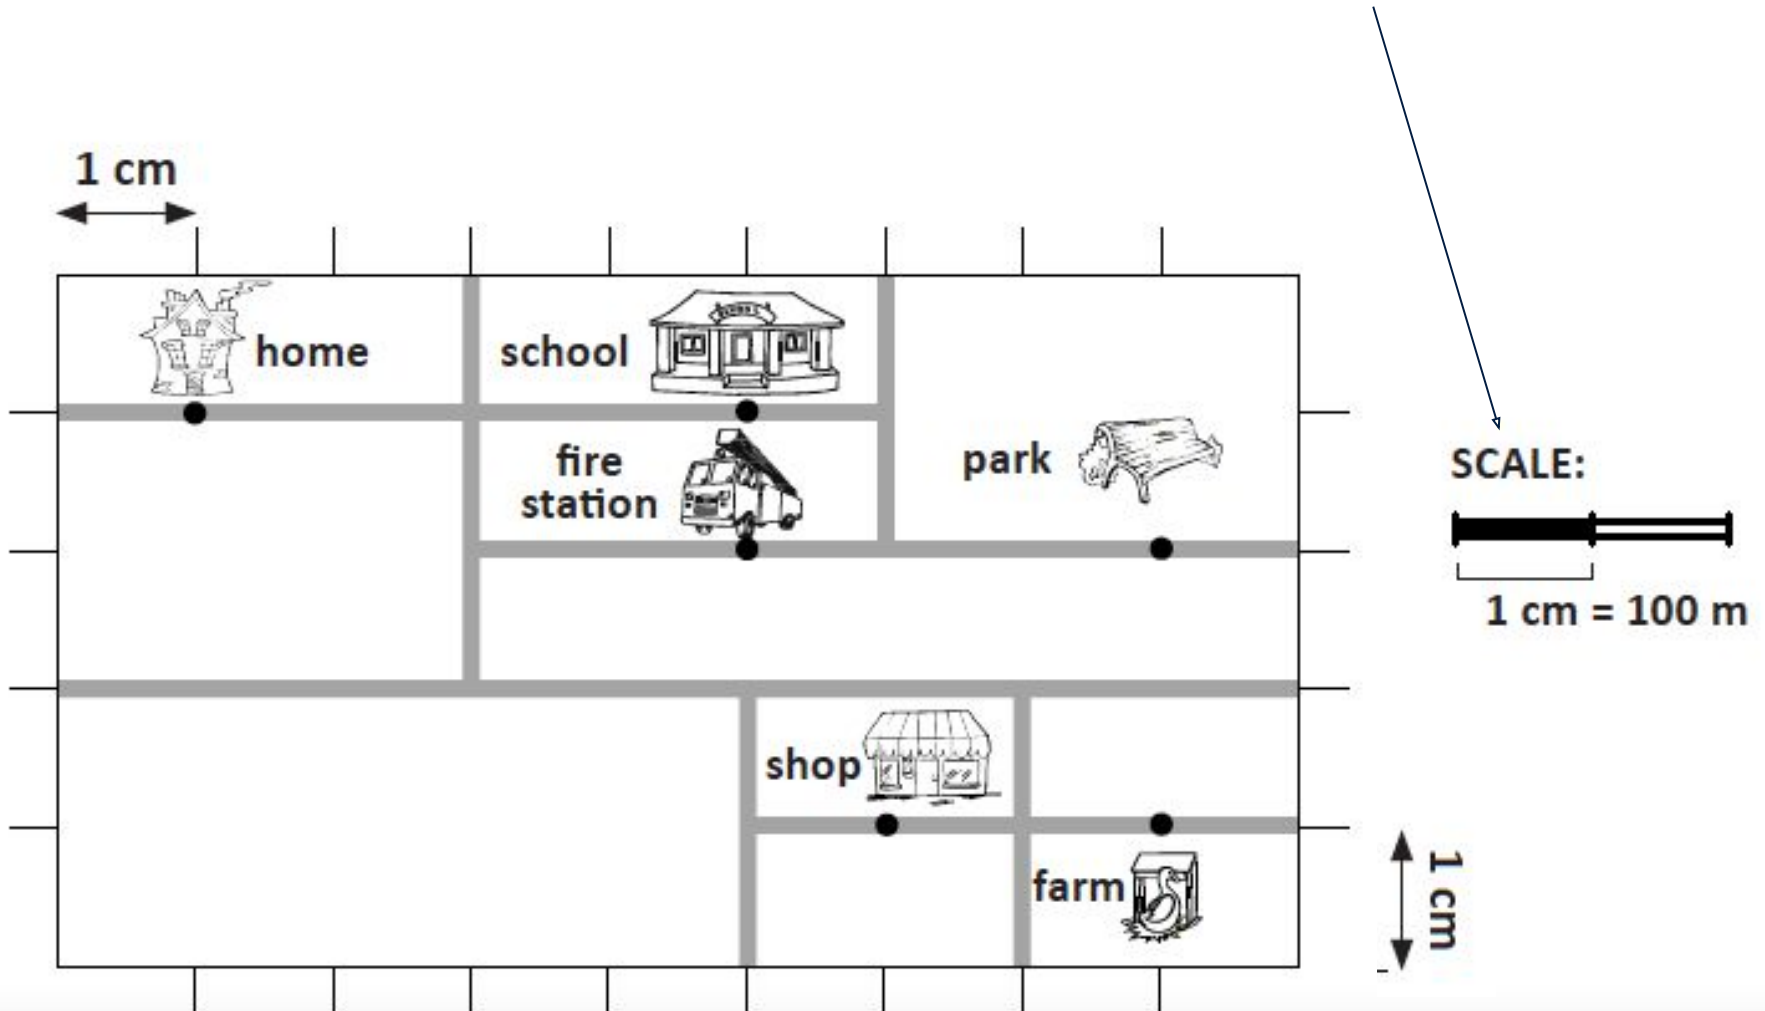 1 cm
home
school
fire
station
park
SCALE:
1 cm = 100 m
shop
farm
1 cm